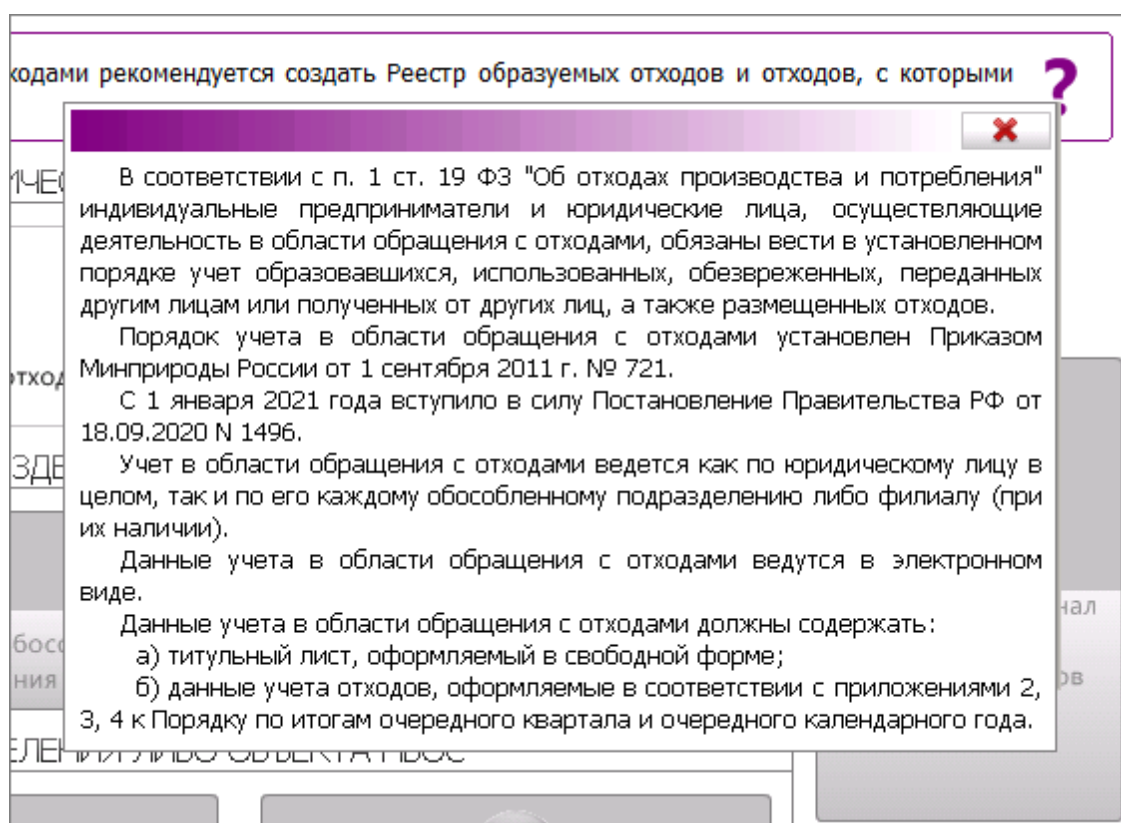 ходами рекомендуется создать Реестр образуемых отходов и отходов, с которыми
?
В соответствии с п. 1 ст. 19 ФЗ "Об отходах производства и потребления"
индивидуальные предприниматели и юридические лица, осуществляющие
деятельность в области обращения с отходами, обязаны вести в установленном
порядке учет образовавшихся, использованных, обезвреженных, переданных
другим лицам или полученных от других лиц, а также размещенных отходов.
Порядок учета в области обращения с отходами установлен Приказом
Минприроды России от 1 сентября 2011 г. № 721.
С 1 января 2021 года вступило в силу Постановление Правительства РФ от
18.09.2020 N 1496.
Учет в области обращения с отходами ведется как по юридическому лицу в
целом, так и по его каждому обособленному подразделению либо филиалу (при
их наличии).
Данные учета в области обращения с отходами ведутся в электронном
виде.
Данные учета в области обращения с отходами должны содержать:
а) титульный лист, оформляемый в свободной форме;
б) данные учета отходов, оформляемые в соответствии с приложениями 2,
3, 4 к Порядку по итогам очередного квартала и очередного календарного года.